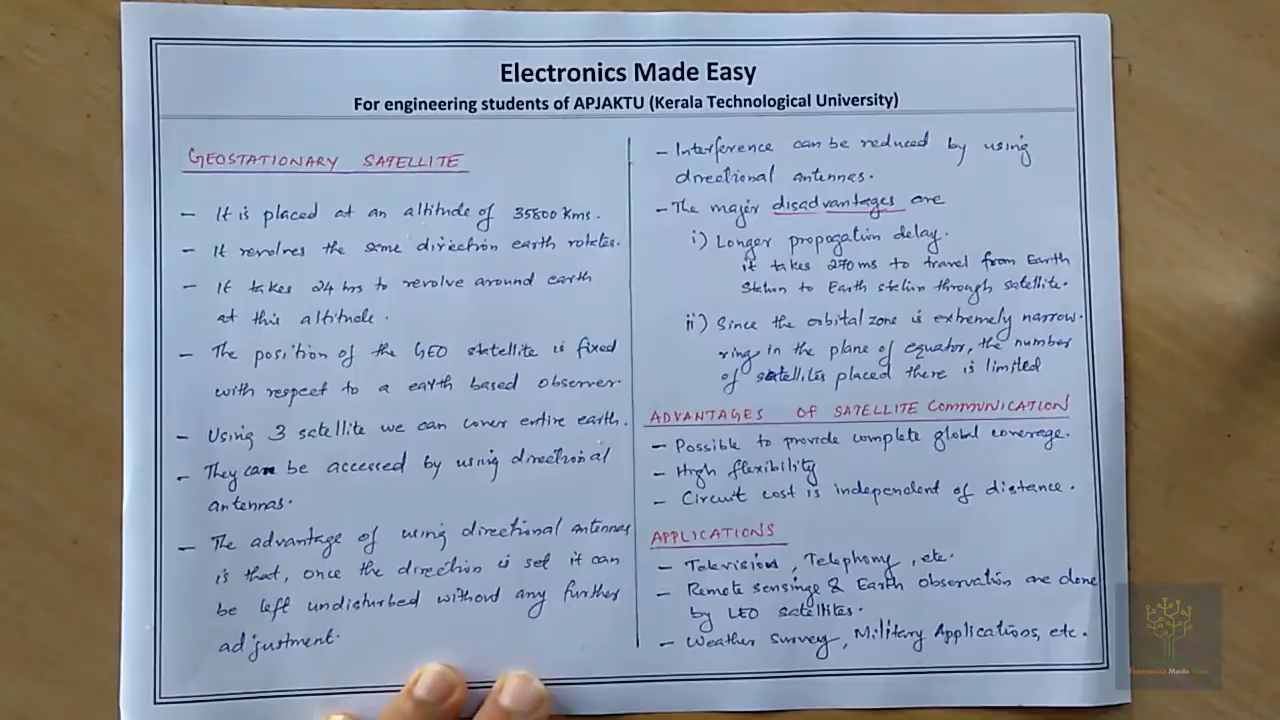 Electronics Made Easy
For engineering students of APJAKTU (Kerala Technological University)
GEOSTATIONARY SATELLITE
- It is placed at an altitude of 35800 Kms.
- It revolves the same direction earth rotates.
- It takes 24 hrs to revolve around earth
at this altitude.
- The position of the GEO satellite is fixed
with respect to a earth based observer.
- Using 3 satellite we can cover entire earth.
- They can be accessed by using directional
antennas.
- The advantage of using directional antennas
is that, once the direction is set it can
be left undisturbed without any further
adjustment.
- Interference can be reduced by using
directional antennas.
- The major disadvantages are
i) Longer propogation delay.
it takes 270ms to travel from Earth
Station to Earth station through satellite.
ii) Since the orbital zone is extremely narrow
ring in the plane of equator, the number
of satellites placed there is limited
ADVANTAGES OF SATELLITE COMMUNICATION
- Possible to provide complete global coverage.
- High flexibility
- Circuit cost is independent of distance.
APPLICATIONS
- Television, Telephony, etc.
- Remote sensinge & Earth observation are done
by LEO satellites.
- Weather Survey, Military Applications, etc.
Electronics Made Easy